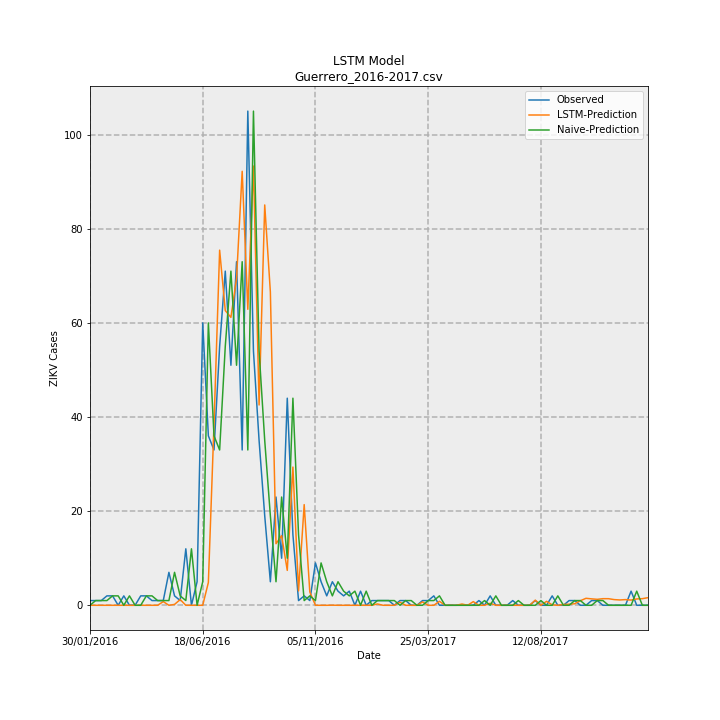 LSTM Model
Guerrero_2016-2017.csv
Observed
LSTM-Prediction
Naive-Prediction
100
80
60
40
20
0
ZIKV Cases
30/01/2016 18/06/2016 05/11/2016 25/03/2017 12/08/2017
Date